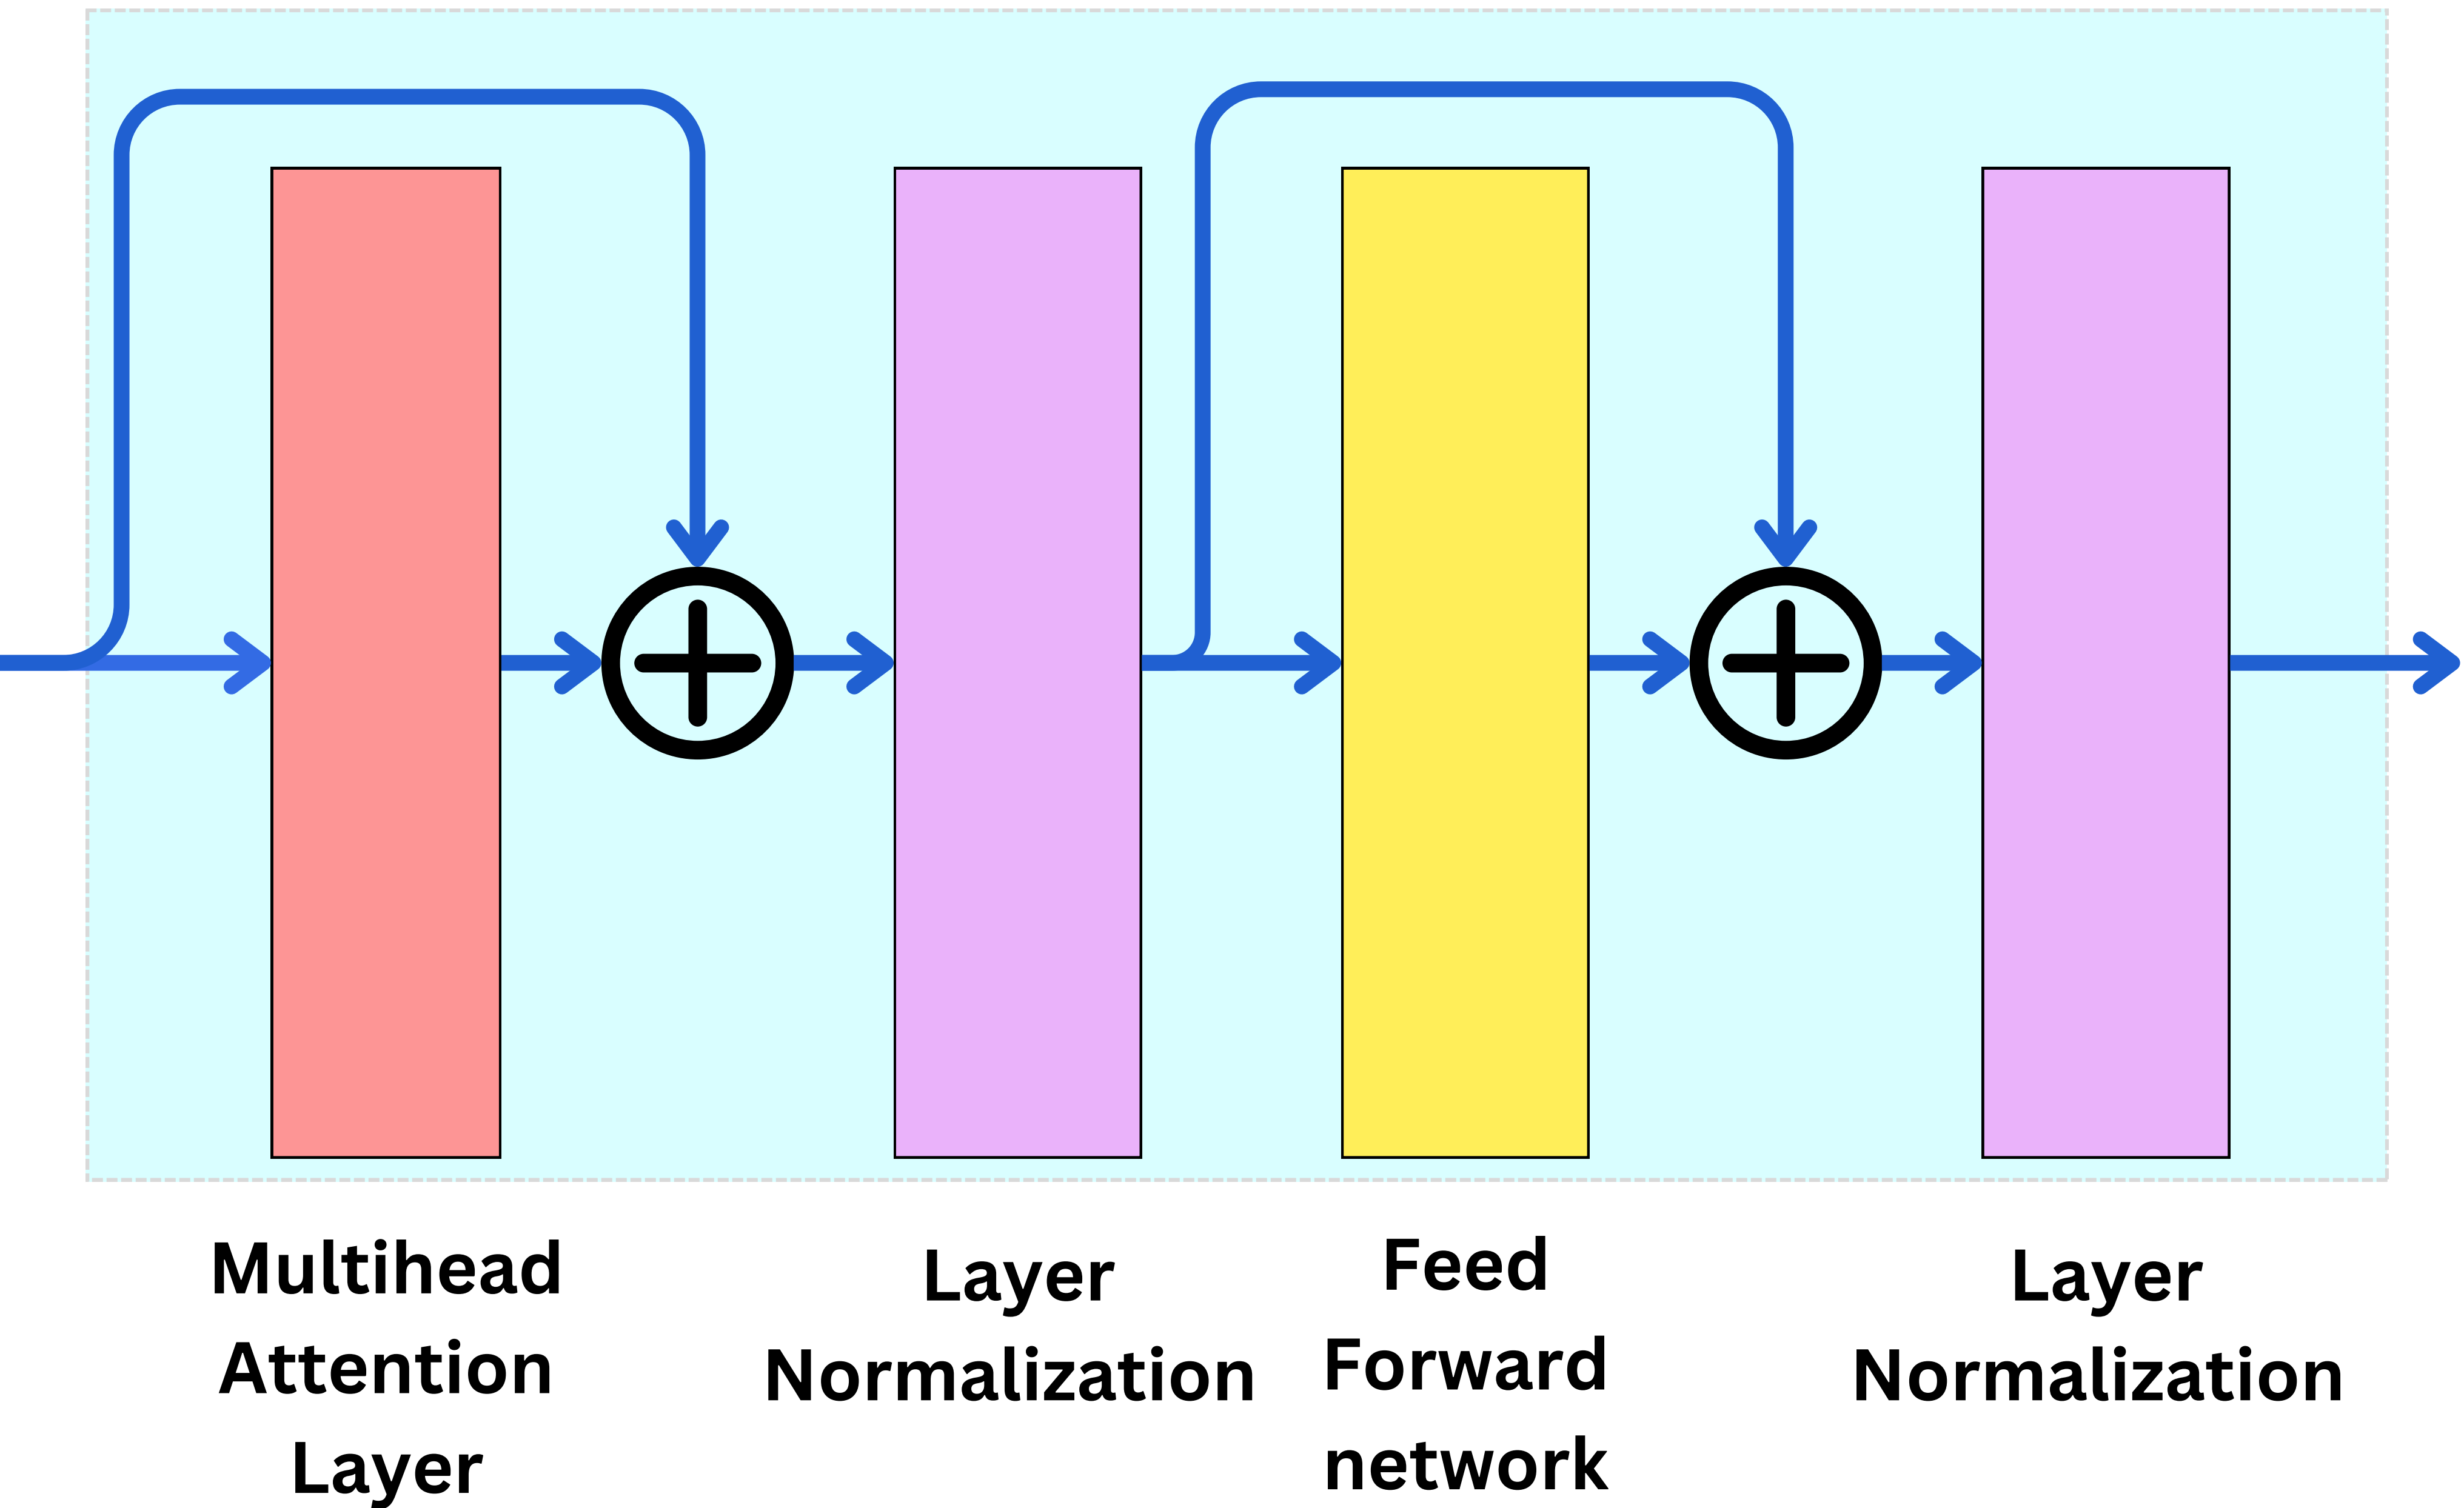 Multihead
Attention
Layer
Layer
Normalization
Feed
Forward
network
Layer
Normalization